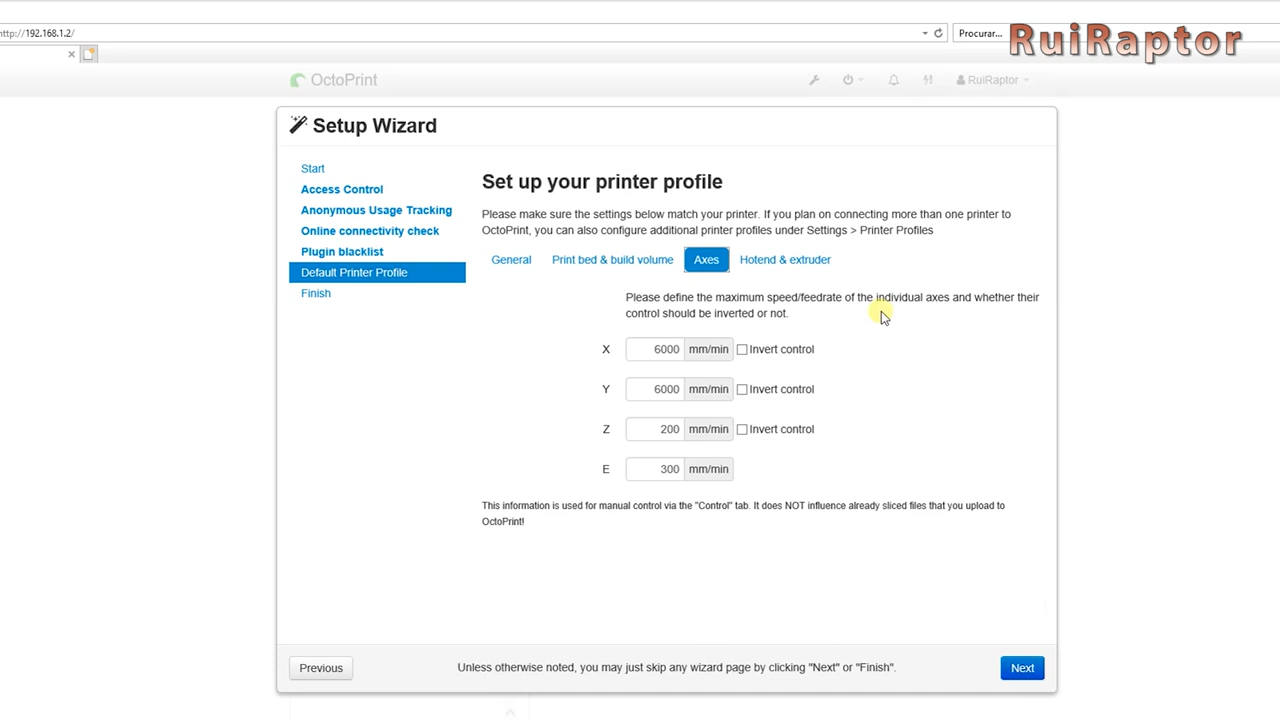 http://192.168.1.2/
Procurar...
RuiRaptor
OctoPrint
RuiRaptor
Setup Wizard
Start
Access Control
Anonymous Usage Tracking
Online connectivity check
Plugin blacklist
Default Printer Profile
Finish
Set up your printer profile
Please make sure the settings below match your printer. If you plan on connecting more than one printer to
OctoPrint, you can also configure additional printer profiles under Settings > Printer Profiles
General Print bed & build volume Axes Hotend & extruder
Please define the maximum speed/feedrate of the individual axes and whether their
control should be inverted or not.
X 6000 mm/min Invert control
Y 6000 mm/min Invert control
Z 200 mm/min Invert control
E 300 mm/min
This information is used for manual control via the "Control" tab. It does NOT influence already sliced files that you upload to
OctoPrint!
Previous
Unless otherwise noted, you may just skip any wizard page by clicking "Next" or "Finish".
Next